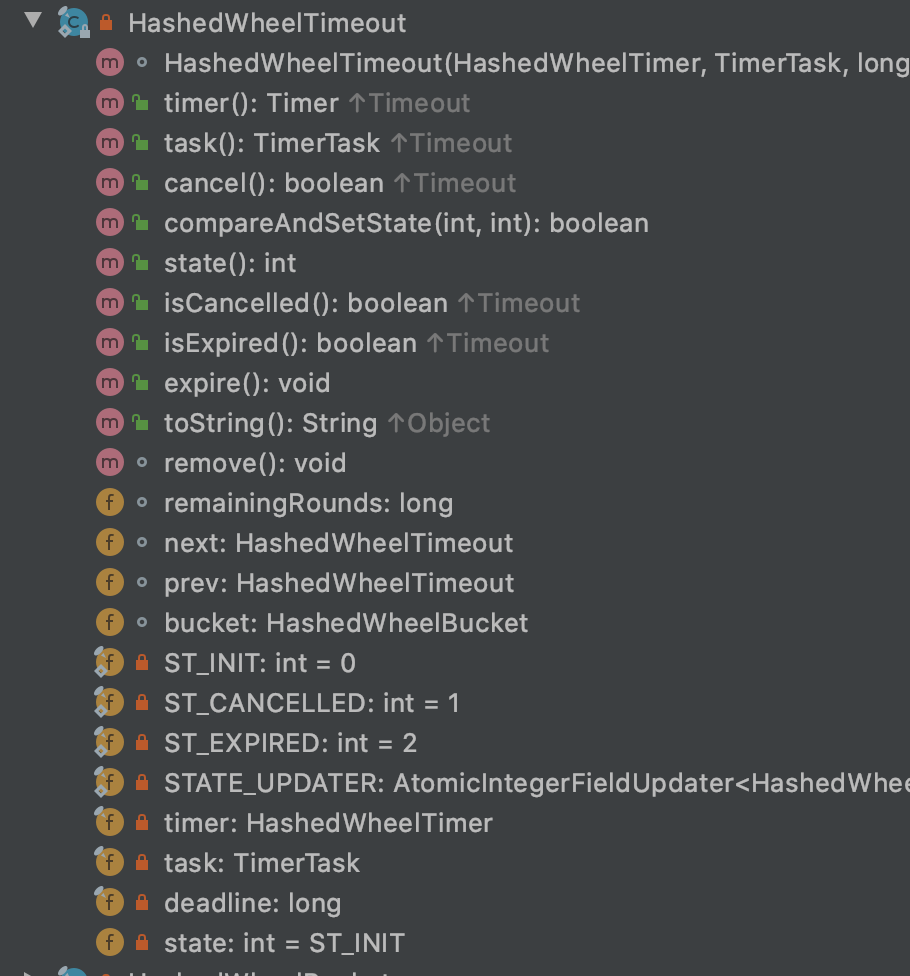 HashedWheelTimeout
HashedWheelTimeout(HashedWheelTimer, TimerTask, long
timer(): Timer ↑Timeout
task(): TimerTask ↑Timeout
cancel(): boolean ↑Timeout
compareAndSetState(int, int): boolean
state(): int
isCancelled(): boolean ↑Timeout
isExpired(): boolean ↑Timeout
expire(): void
toString(): String ↑Object
remove(): void
remainingRounds: long
next: HashedWheelTimeout
prev: HashedWheelTimeout
bucket: HashedWheelBucket
ST_INIT: int = 0
ST_CANCELLED: int = 1
ST_EXPIRED: int = 2
STATE_UPDATER: AtomicIntegerFieldUpdater<HashedWhee
timer: HashedWheelTimer
task: TimerTask
deadline: long
state: int = ST_INIT